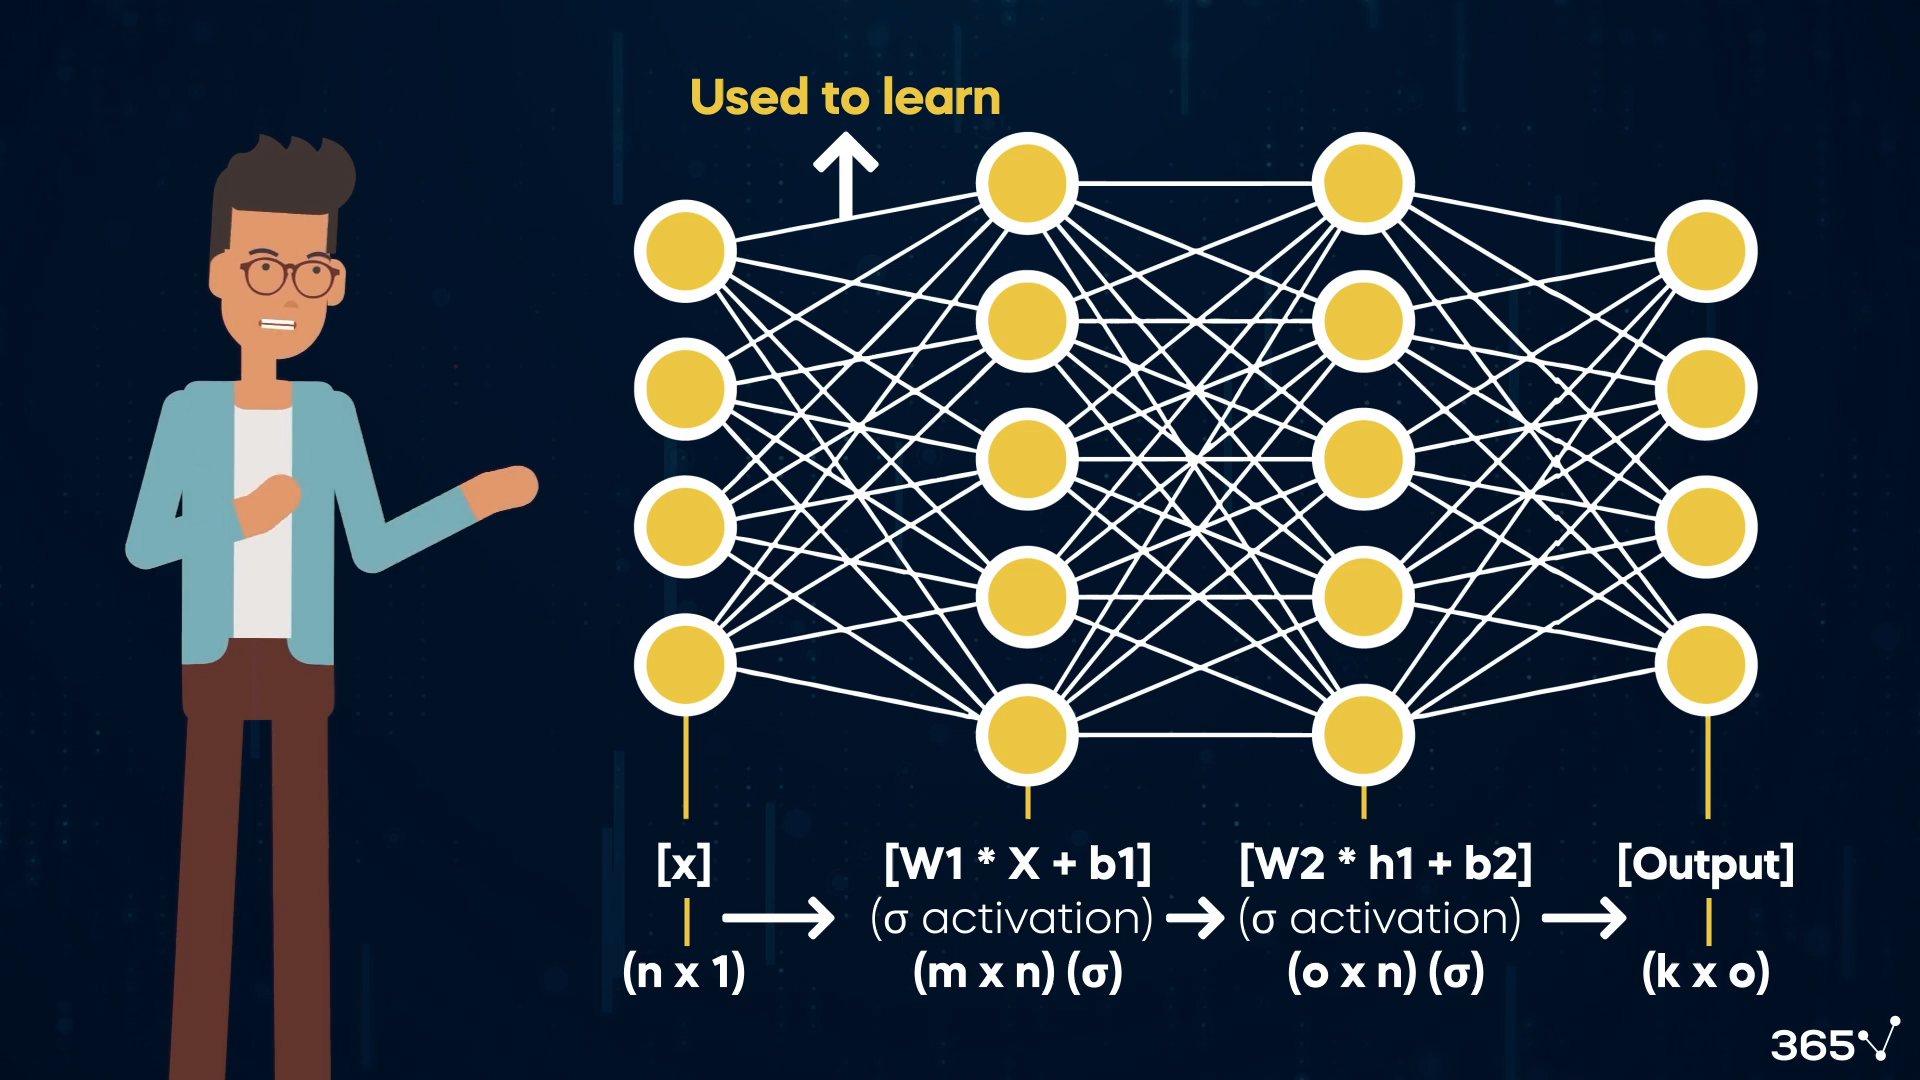 Used to learn
[x]
[W1 * X + b1]
[W2 * h1 + b2]
[Output]
(σ activation)
(σ activation)
(n x 1)
(m x n) (σ)
(o x n) (σ)
(k x o)
365